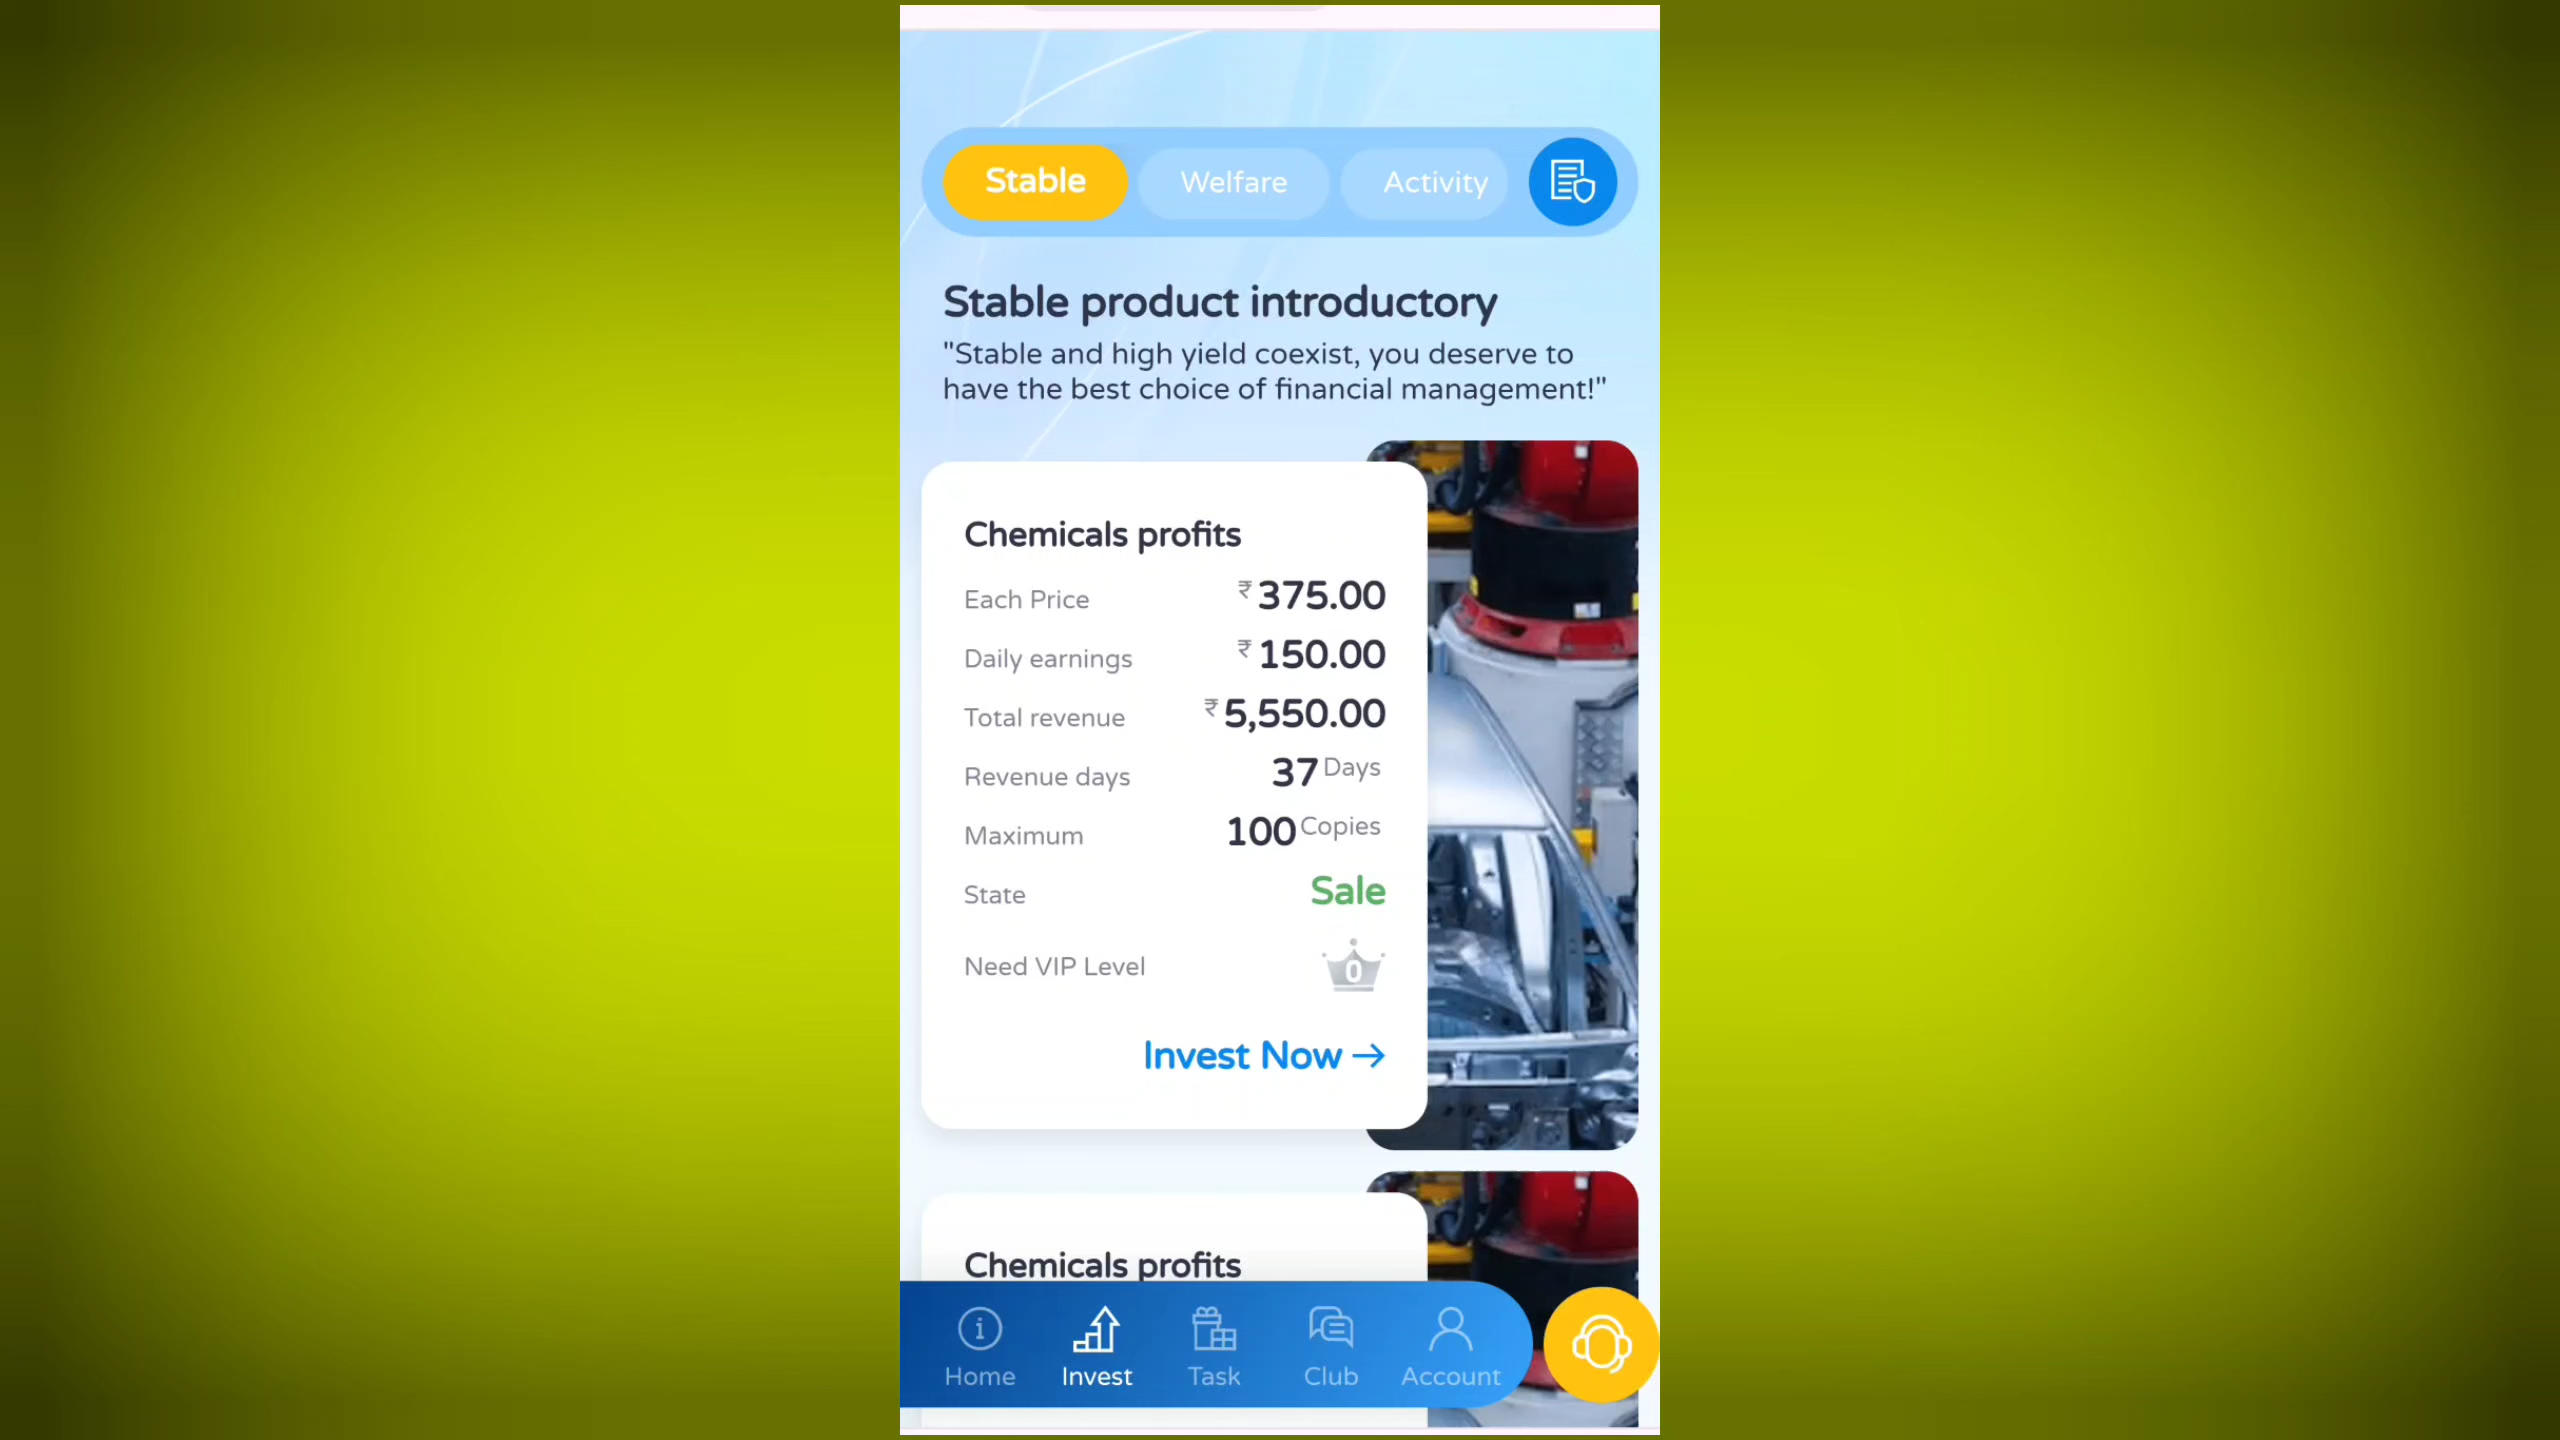 Stable Welfare Activity
Stable product introductory
"Stable and high yield coexist, you deserve to
have the best choice of financial management!"
Chemicals profits
Each Price ₹375.00
Daily earnings ₹150.00
Total revenue ₹5,550.00
Revenue days 37 Days
Maximum 100 Copies
State Sale
Need VIP Level 0
Invest Now →
Chemicals profits
Home Invest Task Club Account